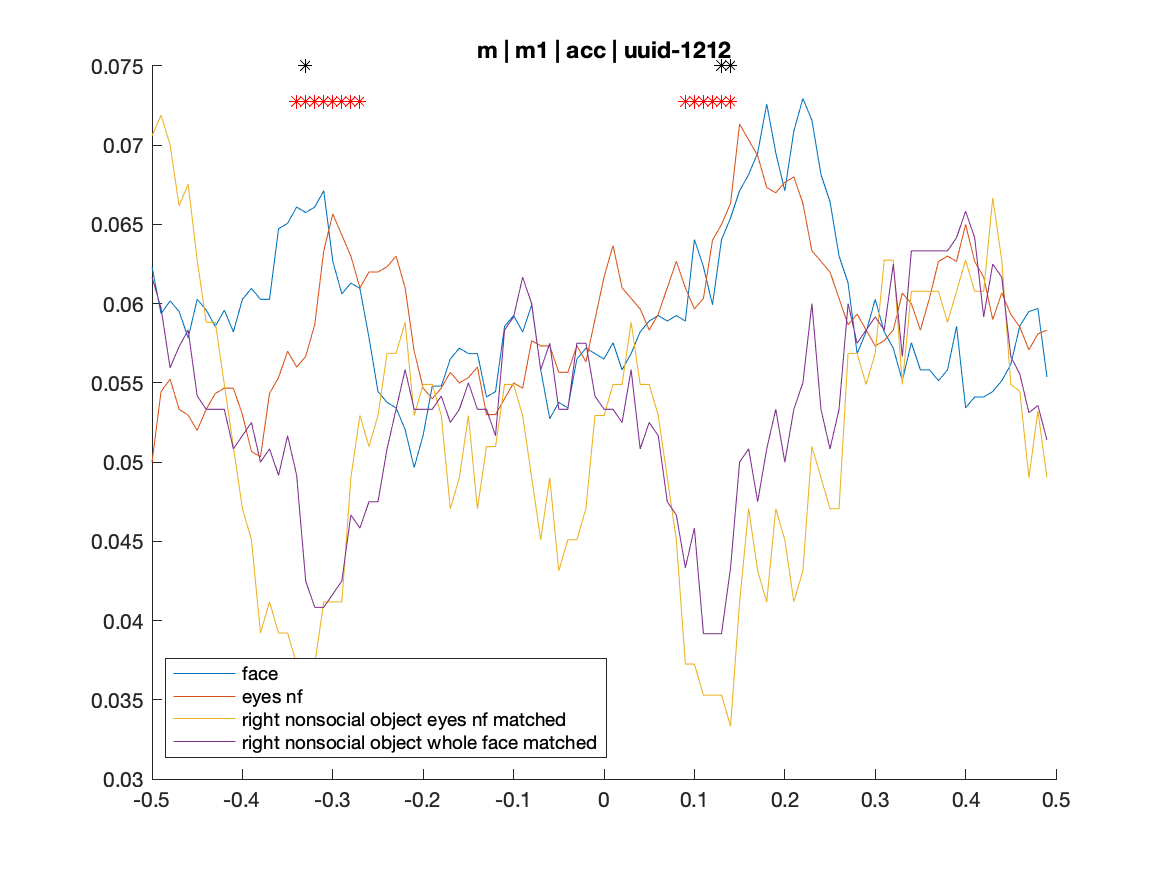 m | m1 | acc | uuid-1212
0.075
0.07
0.065
0.06
0.055
0.05
0.045
0.04
0.035
0.03
face
eyes nf
right nonsocial object eyes nf matched
right nonsocial object whole face matched
-0.5 -0.4 -0.3 -0.2 -0.1 0 0.1 0.2 0.3 0.4 0.5